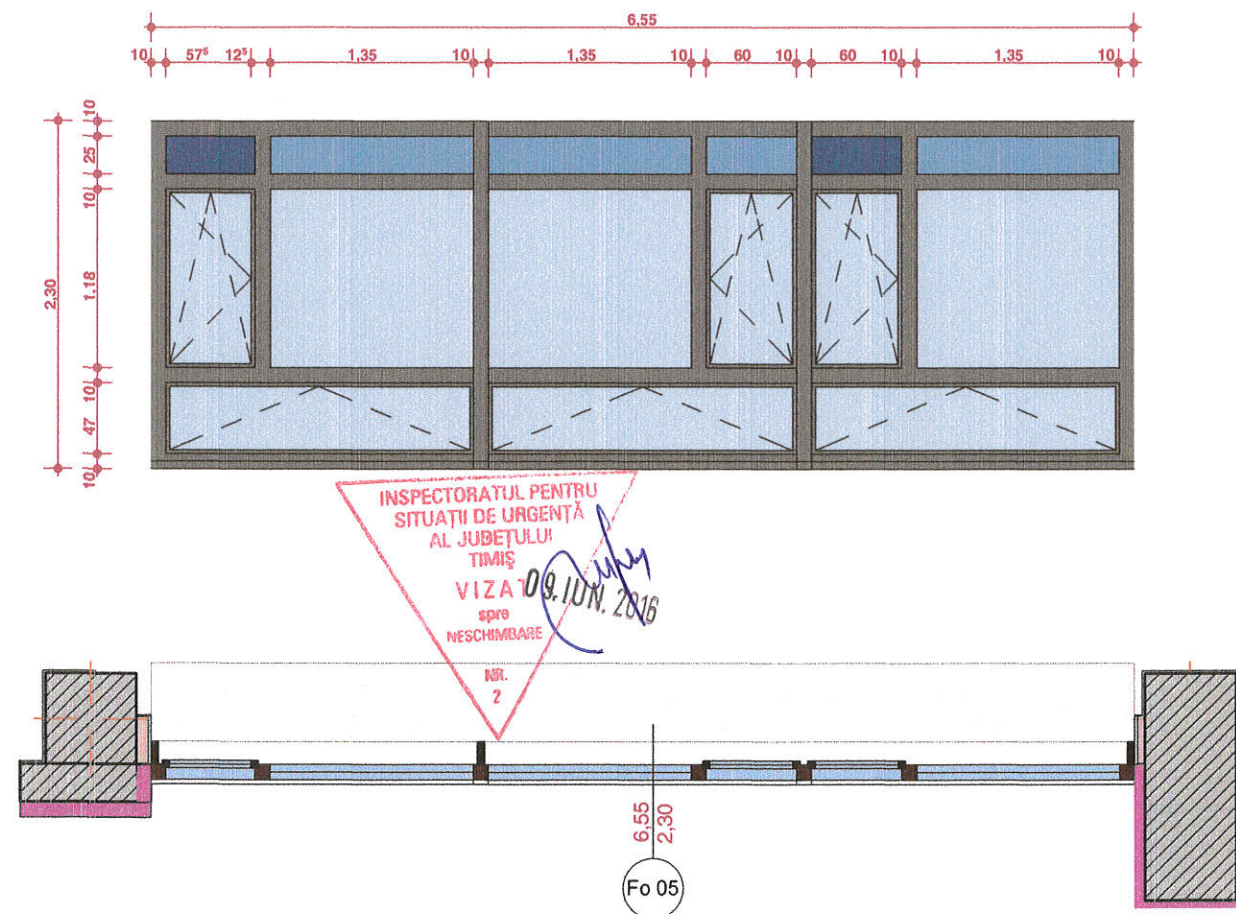 6,55
10 57⁵ 12⁵ 1,35 10 1,35 10 60 10 60 10 1,35 10
10
25
10
1,18
2,30
10
47
10
INSPECTORATUL PENTRU
SITUAȚII DE URGENȚĂ
AL JUDEȚULUI
TIMIȘ
VIZAT
09. IUN. 2016
spre
NESCHIMBARE
NR.
2
6,55
2,30
Fo 05